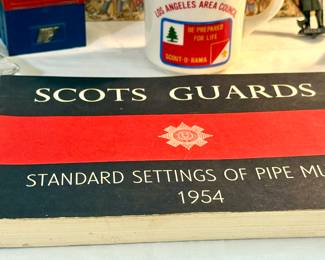 LOS ANGELES AREA COUNCIL
BE PREPARED
FOR LIFE
SCOUT-O-RAMA
SCOTS GUARDS
STANDARD SETTINGS OF PIPE MU
1954